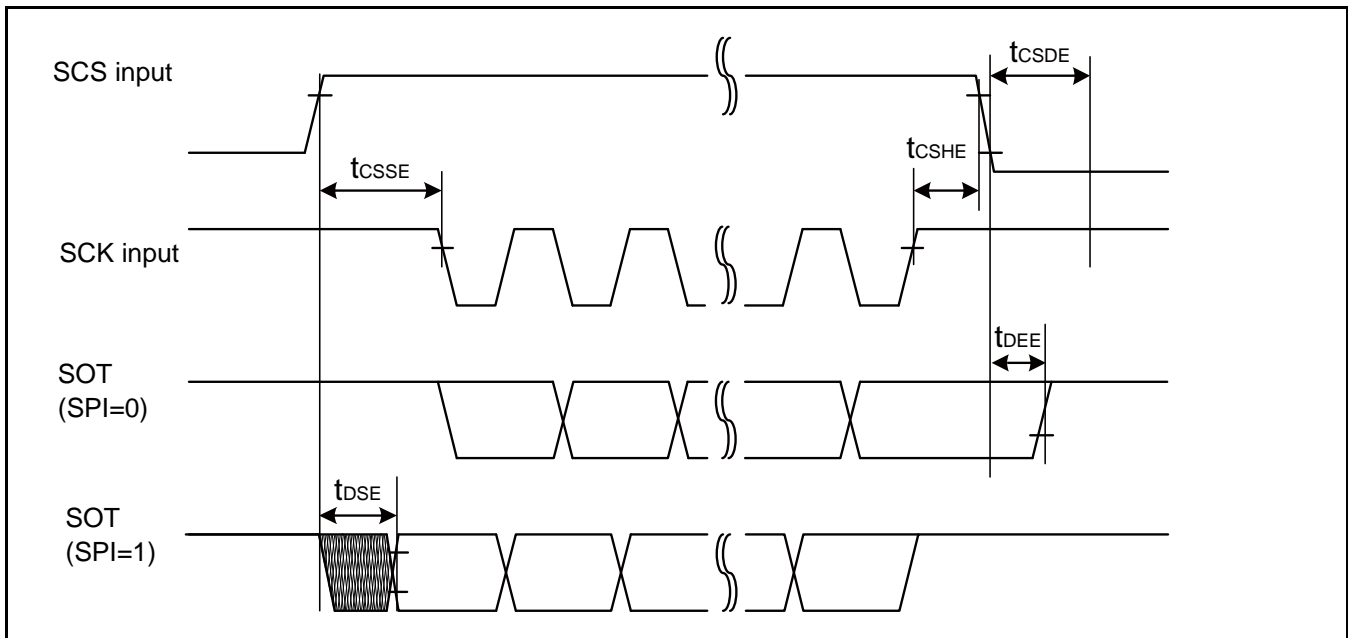 SCS input
tCSDE
tCSHE
tCSSE
SCK input
tDEE
SOT
(SPI=0)
tDSE
SOT
(SPI=1)